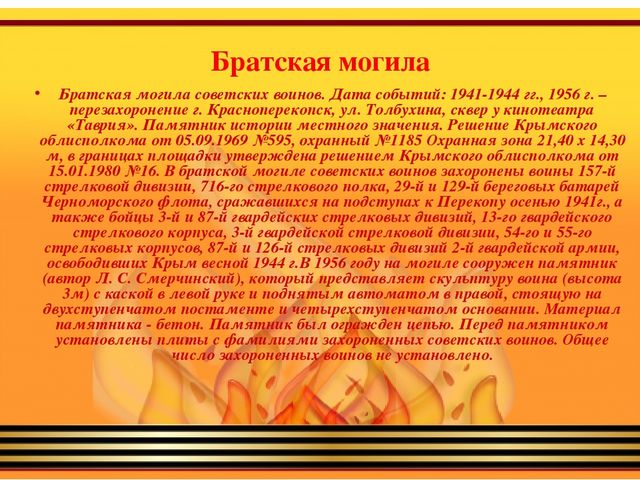 Братская могила
• Братская могила советских воинов. Дата событий: 1941-1944 гг., 1956 г. –
перезахоронение г. Красноперекопск, ул. Толбухина, сквер у кинотеатра
«Таврия». Памятник истории местного значения. Решение Крымского
облисполкома от 05.09.1969 №595, охранный №1185 Охранная зона 21,40 х 14,30
м, в границах площадки утверждена решением Крымского облисполкома от
15.01.1980 №16. В братской могиле советских воинов захоронены воины 157-й
стрелковой дивизии, 716-го стрелкового полка, 29-й и 129-й береговых батарей
Черноморского флота, сражавшихся на подступах к Перекопу осенью 1941г., а
также бойцы 3-й и 87-й гвардейских стрелковых дивизий, 13-го гвардейского
стрелкового корпуса, 3-й гвардейской стрелковой дивизии, 54-го и 55-го
стрелковых корпусов, 87-й и 126-й стрелковых дивизий 2-й гвардейской армии,
освободивших Крым весной 1944 г.В 1956 году на могиле сооружен памятник
(автор Л. С. Смерчинский), который представляет скульптуру воина (высота
3м) с каской в левой руке и поднятым автоматом в правой, стоящую на
двухступенчатом постаменте и четырехступенчатом основании. Материал
памятника - бетон. Памятник был огражден цепью. Перед памятником
установлены плиты с фамилиями захороненных советских воинов. Общее
число захороненных воинов не установлено.